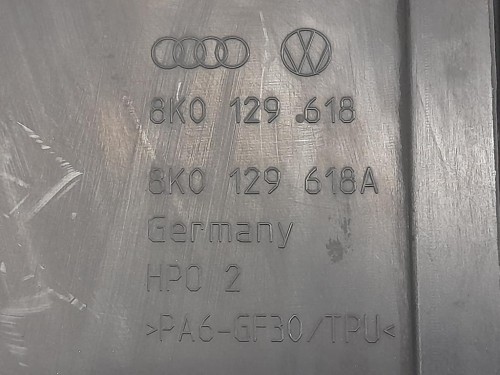 8K0 129 618
8K0 129 618A
Germany
HPO 2
>PA6-GF30/TPU<